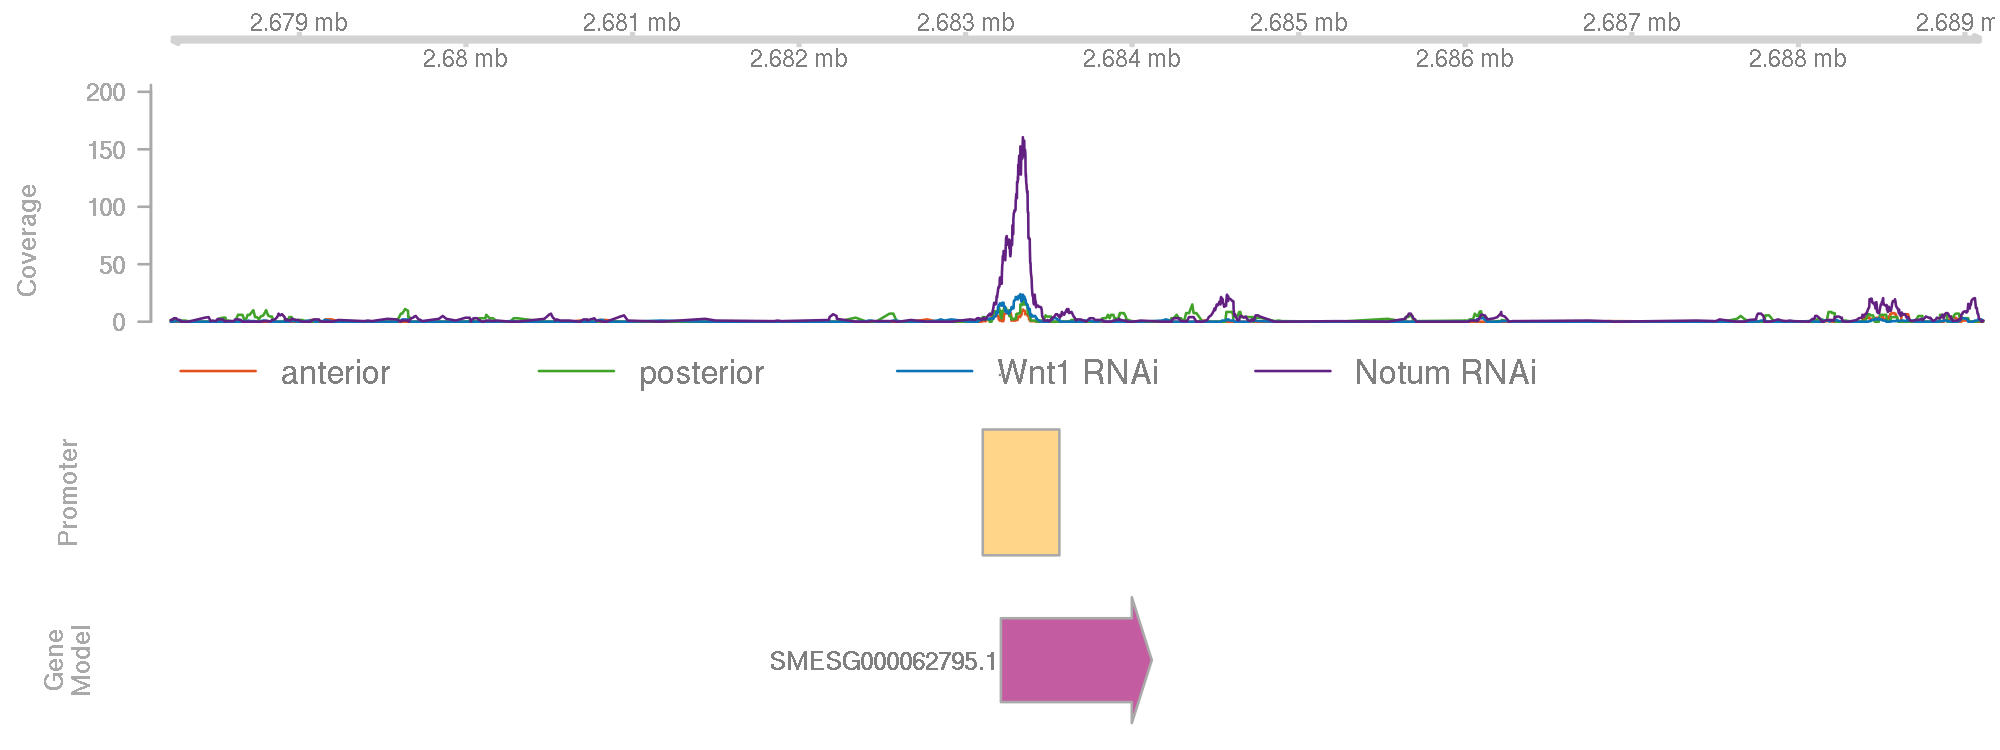 2.679 mb 2.681 mb 2.683 mb 2.685 mb 2.687 mb 2.689 m
2.68 mb 2.682 mb 2.684 mb 2.686 mb 2.688 mb
200
150
100
50
0
Coverage
anterior posterior Wnt1 RNAi Notum RNAi
Promoter
Gene
Model
SMESG000062795.1